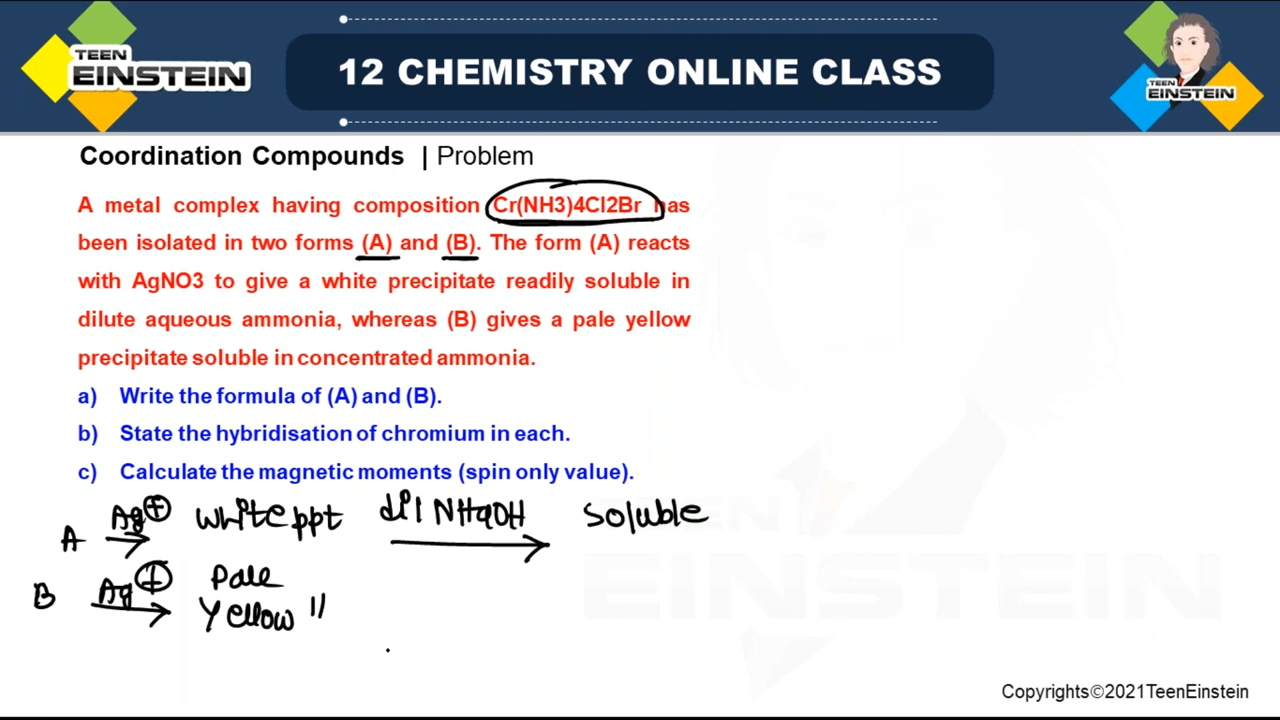 TEEN
EINSTEIN
12 CHEMISTRY ONLINE CLASS
TEEN
EINSTEIN
Coordination Compounds | Problem
A metal complex having composition Cr(NH3)4Cl2Br has
been isolated in two forms (A) and (B). The form (A) reacts
with AgNO3 to give a white precipitate readily soluble in
dilute aqueous ammonia, whereas (B) gives a pale yellow
precipitate soluble in concentrated ammonia.
a) Write the formula of (A) and (B).
b) State the hybridisation of chromium in each.
c) Calculate the magnetic moments (spin only value).
A Ag⊕ white ppt dil NH4OH soluble
B Ag⊕ Pale
Yellow "
TEEN
EINSTEIN
Copyrights©2021TeenEinstein